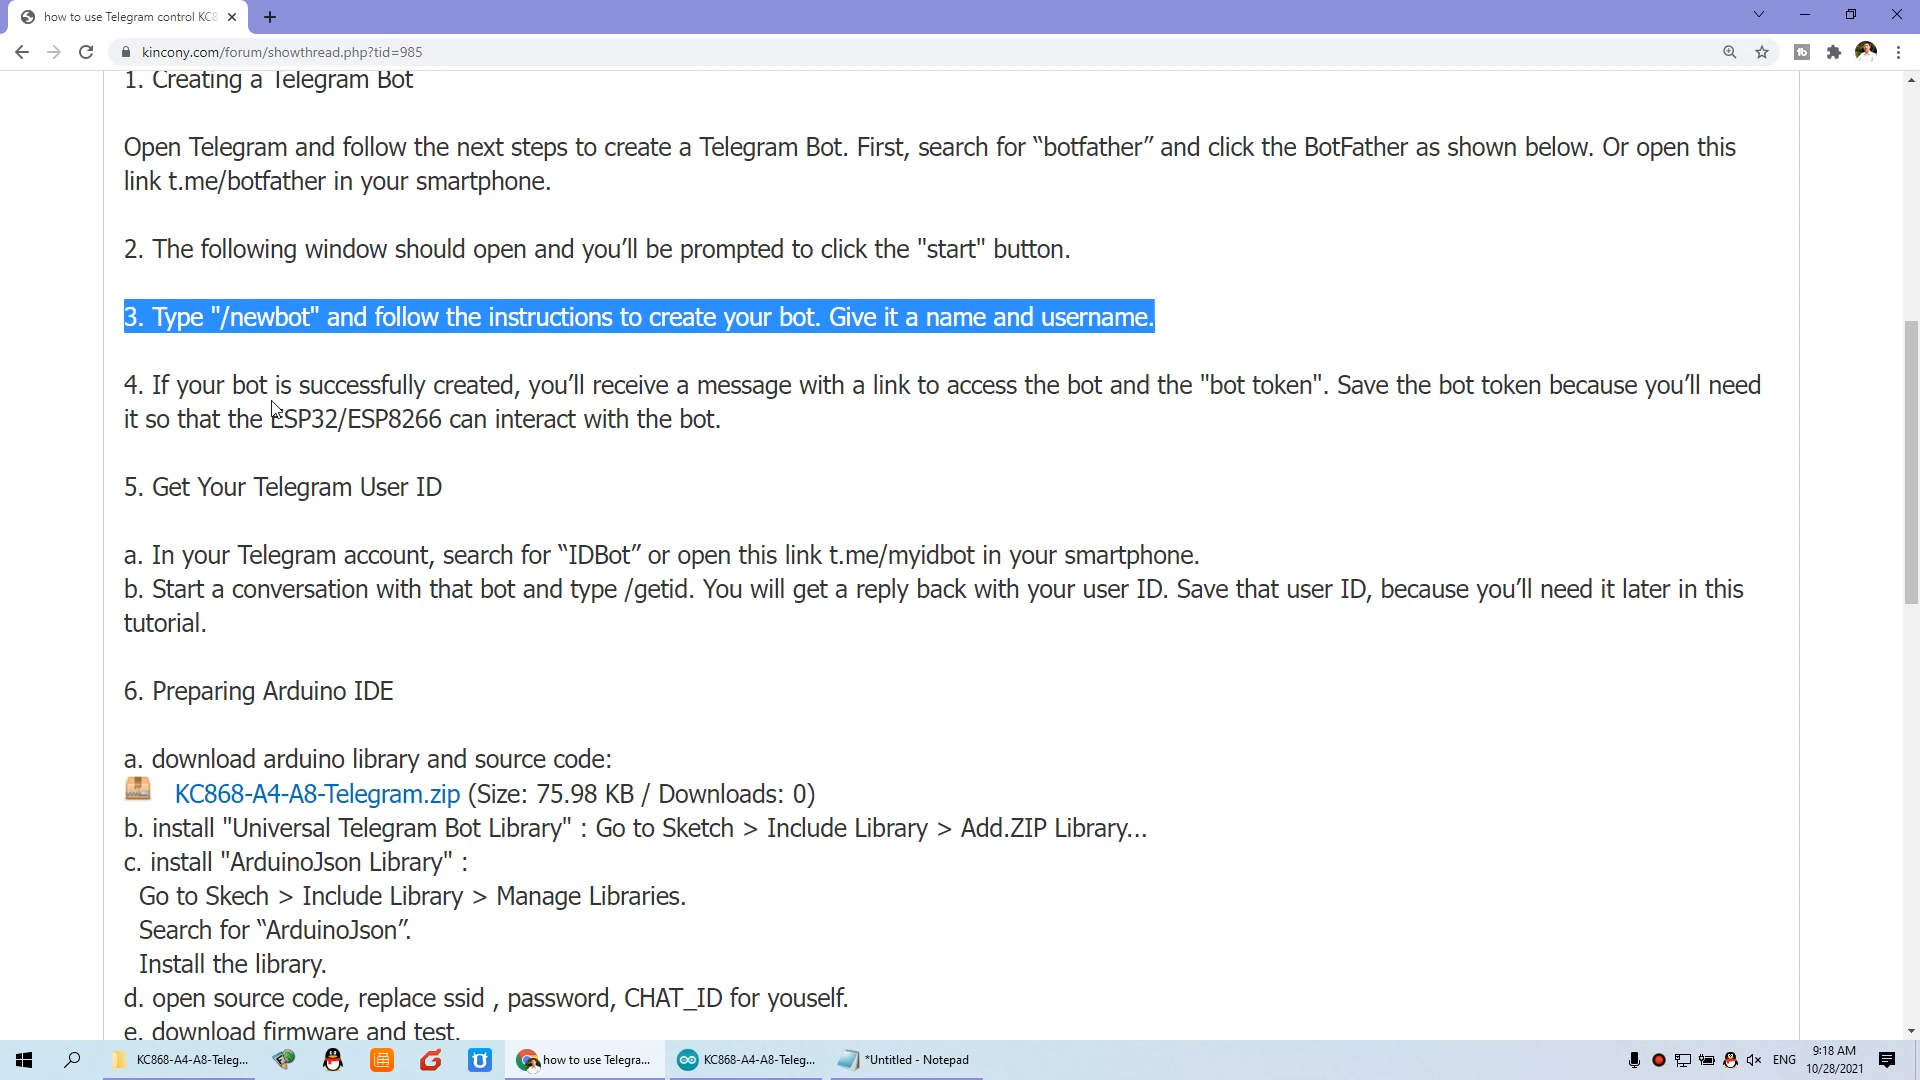 how to use Telegram control KC8
kincony.com/forum/showthread.php?tid=985
1. Creating a Telegram Bot
Open Telegram and follow the next steps to create a Telegram Bot. First, search for “botfather” and click the BotFather as shown below. Or open this
link t.me/botfather in your smartphone.
2. The following window should open and you’ll be prompted to click the "start" button.
3. Type "/newbot" and follow the instructions to create your bot. Give it a name and username.
4. If your bot is successfully created, you’ll receive a message with a link to access the bot and the "bot token". Save the bot token because you’ll need
it so that the ESP32/ESP8266 can interact with the bot.
5. Get Your Telegram User ID
a. In your Telegram account, search for “IDBot” or open this link t.me/myidbot in your smartphone.
b. Start a conversation with that bot and type /getid. You will get a reply back with your user ID. Save that user ID, because you’ll need it later in this
tutorial.
6. Preparing Arduino IDE
a. download arduino library and source code:
KC868-A4-A8-Telegram.zip (Size: 75.98 KB / Downloads: 0)
b. install "Universal Telegram Bot Library" : Go to Sketch > Include Library > Add.ZIP Library...
c. install "ArduinoJson Library" :
Go to Skech > Include Library > Manage Libraries.
Search for “ArduinoJson”.
Install the library.
d. open source code, replace ssid , password, CHAT_ID for youself.
e. download firmware and test.
KC868-A4-A8-Teleg... how to use Telegra... KC868-A4-A8-Teleg... *Untitled - Notepad ENG 9:18 AM
10/28/2021